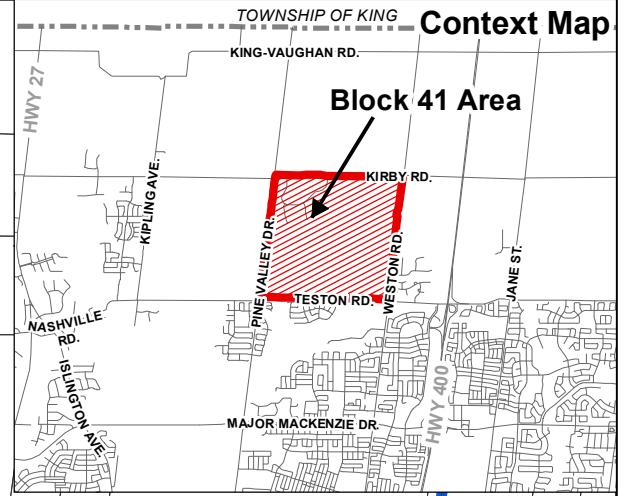 TOWNSHIP OF KING
Context Map
KING-VAUGHAN RD.
HWY 27
Block 41 Area
KIRBY RD.
KIPLING AVE.
PINE VALLEY DR.
WESTON RD.
JANE ST.
TESTON RD.
NASHVILLE
RD.
ISLINGTON AVE.
HWY 400
MAJOR MACKENZIE DR.